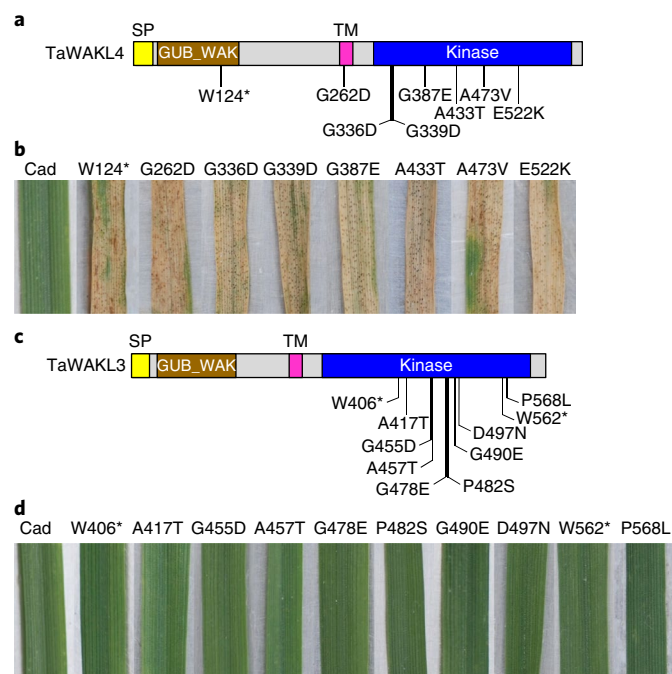 a
SP TM
TaWAKL4 GUB_WAK Kinase
W124* G262D G387E A473V
A433T E522K
G336D G339D
b
Cad W124* G262D G336D G339D G387E A433T A473V E522K
c
SP TM
TaWAKL3 GUB_WAK Kinase
W406* P568L
A417T W562*
G455D D497N
A457T G490E
G478E P482S
d
Cad W406* A417T G455D A457T G478E P482S G490E D497N W562* P568L